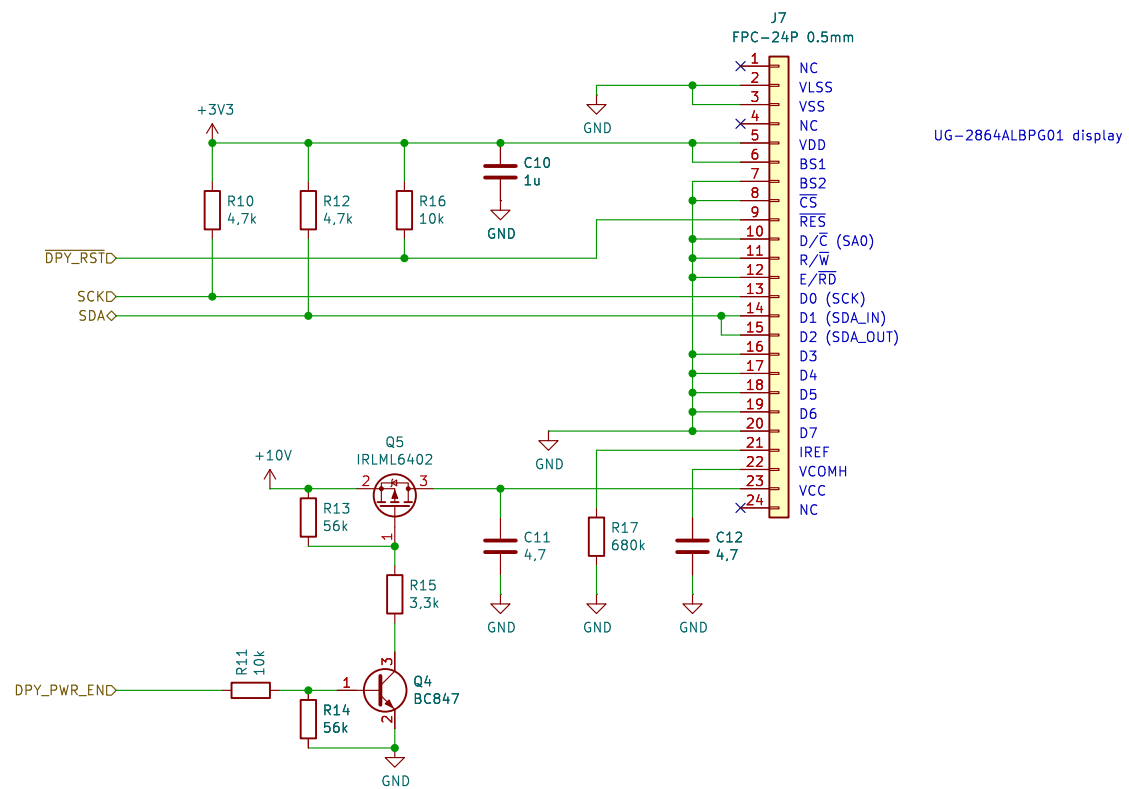 J7
FPC-24P 0.5mm
1
NC
2
VLSS
3
VSS
4
NC
5
VDD
6
BS1
7
BS2
8
CS
9
RES
10
D/C (SA0)
11
R/W
12
E/RD
13
D0 (SCK)
14
D1 (SDA_IN)
15
D2 (SDA_OUT)
16
D3
17
D4
18
D5
19
D6
20
D7
21
IREF
22
VCOMH
23
VCC
24
NC
UG-2864ALBPG01 display
GND
+3V3
R10
4,7k
R12
4,7k
R16
10k
C10
1u
GND
DPY_RST
SCK
SDA
GND
+10V
Q5
IRLML6402
2
3
1
R13
56k
R15
3,3k
C11
4,7
GND
R17
680k
GND
C12
4,7
GND
DPY_PWR_EN
R11
10k
R14
56k
1
3
2
Q4
BC847
GND